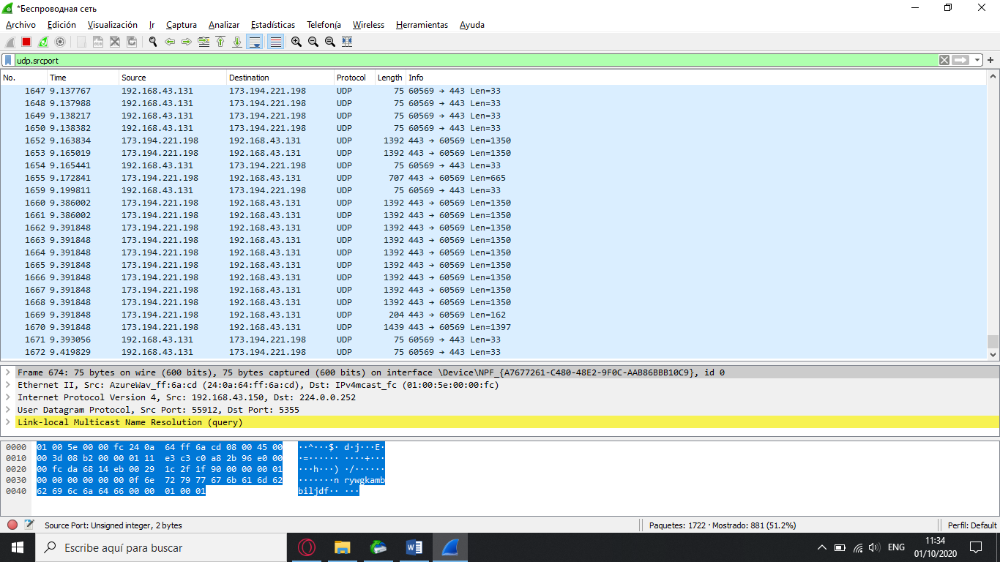 *Беспроводная сеть
Archivo Edición Visualización Ir Captura Analizar Estadísticas Telefonía Wireless Herramientas Ayuda
udp.srcport
No. Time Source Destination Protocol Length Info
1647 9.137767 192.168.43.131 173.194.221.198 UDP 75 60569 → 443 Len=33
1648 9.137988 192.168.43.131 173.194.221.198 UDP 75 60569 → 443 Len=33
1649 9.138217 192.168.43.131 173.194.221.198 UDP 75 60569 → 443 Len=33
1650 9.138382 192.168.43.131 173.194.221.198 UDP 75 60569 → 443 Len=33
1652 9.163834 173.194.221.198 192.168.43.131 UDP 1392 443 → 60569 Len=1350
1653 9.165019 173.194.221.198 192.168.43.131 UDP 1392 443 → 60569 Len=1350
1654 9.165441 192.168.43.131 173.194.221.198 UDP 75 60569 → 443 Len=33
1655 9.172841 173.194.221.198 192.168.43.131 UDP 707 443 → 60569 Len=665
1659 9.199811 192.168.43.131 173.194.221.198 UDP 75 60569 → 443 Len=33
1660 9.386002 173.194.221.198 192.168.43.131 UDP 1392 443 → 60569 Len=1350
1661 9.386002 173.194.221.198 192.168.43.131 UDP 1392 443 → 60569 Len=1350
1662 9.391848 173.194.221.198 192.168.43.131 UDP 1392 443 → 60569 Len=1350
1663 9.391848 173.194.221.198 192.168.43.131 UDP 1392 443 → 60569 Len=1350
1664 9.391848 173.194.221.198 192.168.43.131 UDP 1392 443 → 60569 Len=1350
1665 9.391848 173.194.221.198 192.168.43.131 UDP 1392 443 → 60569 Len=1350
1666 9.391848 173.194.221.198 192.168.43.131 UDP 1392 443 → 60569 Len=1350
1667 9.391848 173.194.221.198 192.168.43.131 UDP 1392 443 → 60569 Len=1350
1668 9.391848 173.194.221.198 192.168.43.131 UDP 1392 443 → 60569 Len=1350
1669 9.391848 173.194.221.198 192.168.43.131 UDP 204 443 → 60569 Len=162
1670 9.391848 173.194.221.198 192.168.43.131 UDP 1439 443 → 60569 Len=1397
1671 9.393056 192.168.43.131 173.194.221.198 UDP 75 60569 → 443 Len=33
1672 9.419829 192.168.43.131 173.194.221.198 UDP 75 60569 → 443 Len=33
Frame 674: 75 bytes on wire (600 bits), 75 bytes captured (600 bits) on interface \Device\NPF_{A7677261-C480-48E2-9F0C-AAB86BBB10C9}, id 0
Ethernet II, Src: AzureWav_ff:6a:cd (24:0a:64:ff:6a:cd), Dst: IPv4mcast_fc (01:00:5e:00:00:fc)
Internet Protocol Version 4, Src: 192.168.43.150, Dst: 224.0.0.252
User Datagram Protocol, Src Port: 55912, Dst Port: 5355
Link-local Multicast Name Resolution (query)
0000 01 00 5e 00 00 fc 24 0a 64 ff 6a cd 08 00 45 00 ··^···$· d·j···E·
0010 00 3d 08 b2 00 00 01 11 e3 c3 c0 a8 2b 96 e0 00 ·=······ ····+···
0020 00 fc da 68 14 eb 00 29 1c 2f 1f 90 00 00 00 01 ···h···) ·/······
0030 00 00 00 00 00 00 0f 6e 72 79 77 67 6b 61 6d 62 ·······n rywgkamb
0040 62 69 6c 6a 64 66 00 00 01 00 01 biljdf·· ···
Source Port: Unsigned integer, 2 bytes Paquetes: 1722 · Mostrado: 881 (51.2%) Perfil: Default
Escribe aquí para buscar
ENG
11:34
01/10/2020